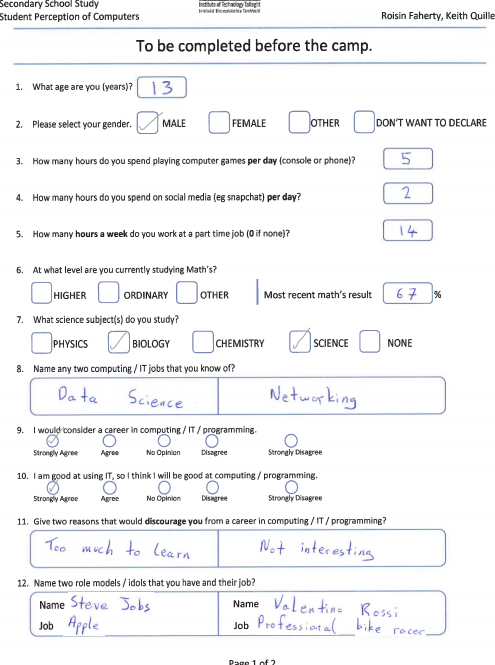 Secondary School Study
Student Perception of Computers
Institute of Technology Tallaght
Roisin Faherty, Keith Quille
To be completed before the camp.
1. What age are you (years)? 13
2. Please select your gender. MALE FEMALE OTHER DON'T WANT TO DECLARE
3. How many hours do you spend playing computer games per day (console or phone)? 5
4. How many hours do you spend on social media (eg snapchat) per day? 2
5. How many hours a week do you work at a part time job (0 if none)? 14
6. At what level are you currently studying Math's?
HIGHER ORDINARY OTHER Most recent math's result 67 %
7. What science subject(s) do you study?
PHYSICS BIOLOGY CHEMISTRY SCIENCE NONE
8. Name any two computing / IT jobs that you know of?
Data Science Networking
9. I would consider a career in computing / IT / programming.
Strongly Agree Agree No Opinion Disagree Strongly Disagree
10. I am good at using IT, so I think I will be good at computing / programming.
Strongly Agree Agree No Opinion Disagree Strongly Disagree
11. Give two reasons that would discourage you from a career in computing / IT / programming?
Too much to learn Not interesting
12. Name two role models / idols that you have and their job?
Name Steve Jobs Name Valentino Rossi
Job Apple Job Professional bike racer
Page 1 of 2